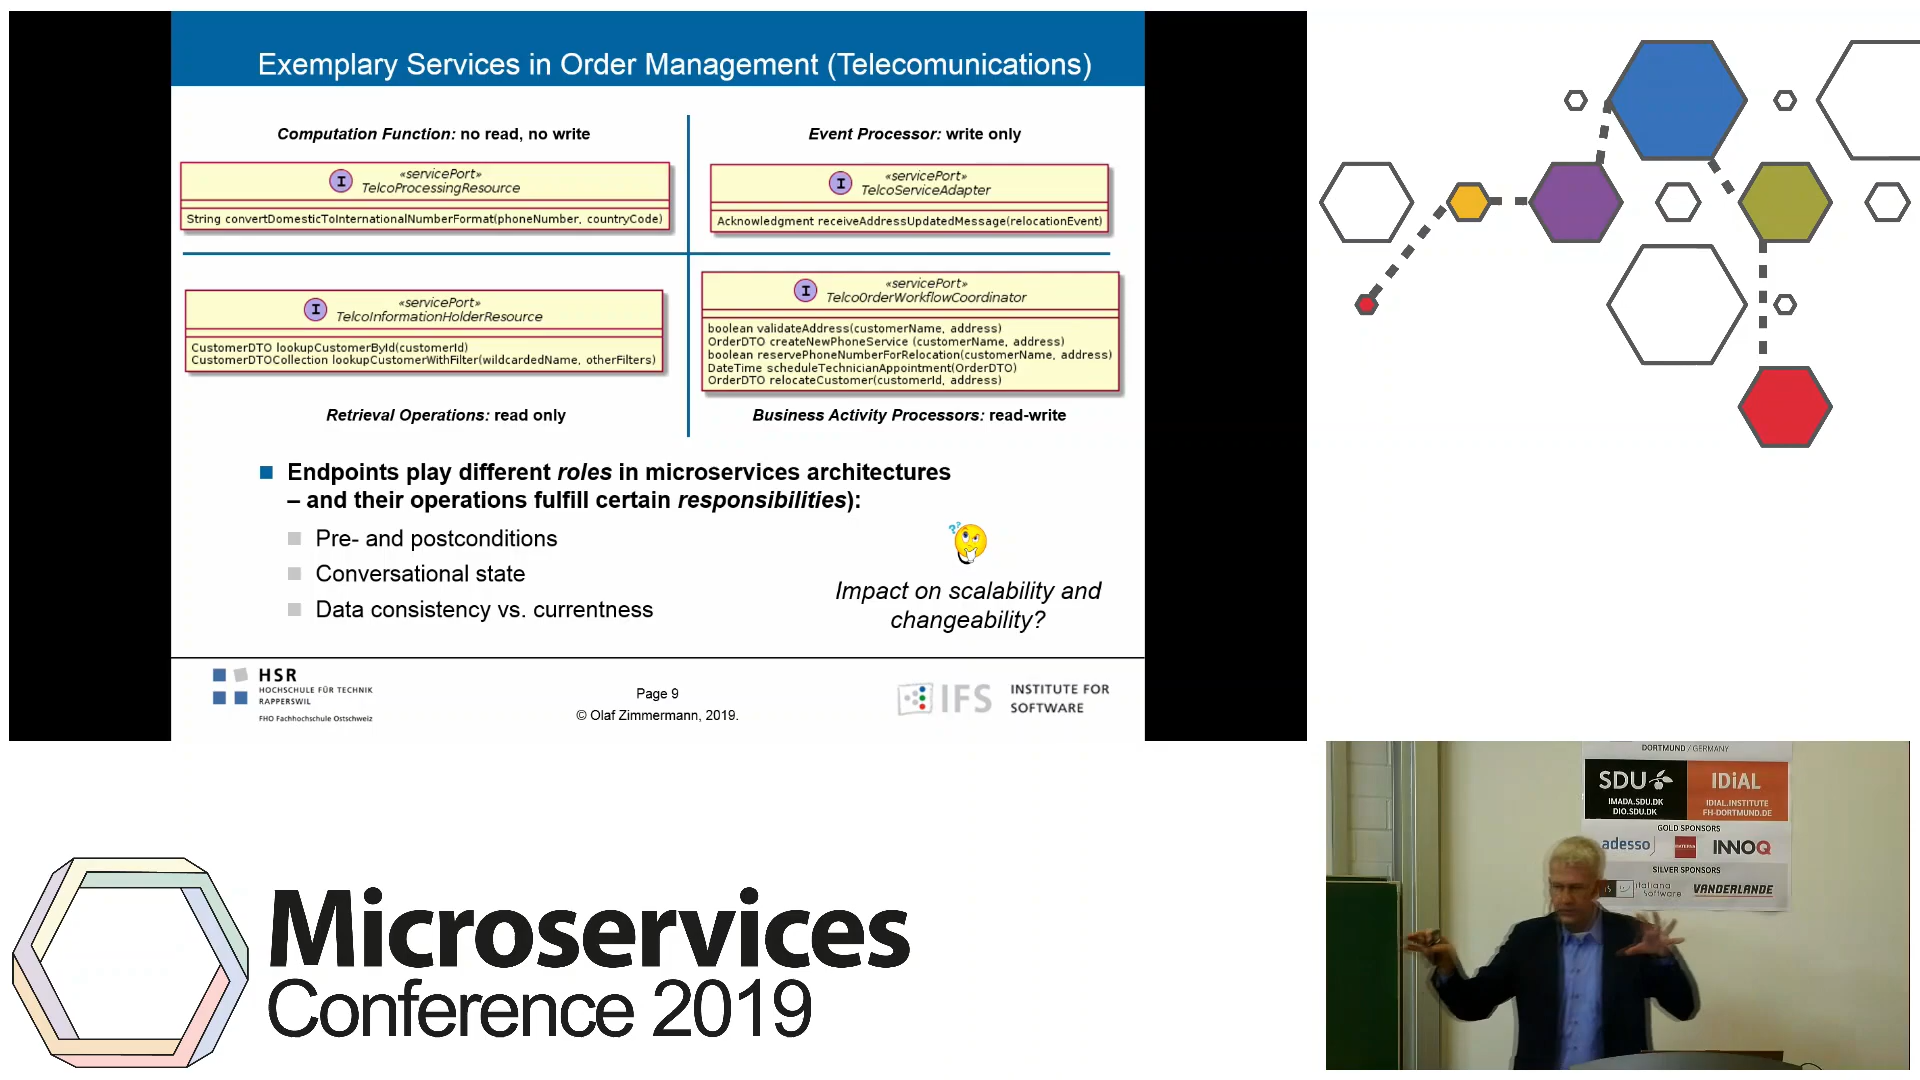 Exemplary Services in Order Management (Telecomunications)
Computation Function: no read, no write
I
«servicePort»
TelcoProcessingResource
String convertDomesticToInternationalNumberFormat(phoneNumber, countryCode)
Event Processor: write only
I
«servicePort»
TelcoServiceAdapter
Acknowledgment receiveAddressUpdatedMessage(relocationEvent)
I
«servicePort»
TelcoInformationHolderResource
CustomerDTO lookupCustomerById(customerId)
CustomerDTOCollection lookupCustomerWithFilter(wildcardedName, otherFilters)
Retrieval Operations: read only
I
«servicePort»
TelcoOrderWorkflowCoordinator
boolean validateAddress(customerName, address)
OrderDTO createNewPhoneService (customerName, address)
boolean reservePhoneNumberForRelocation(customerName, address)
DateTime scheduleTechnicianAppointment(OrderDTO)
OrderDTO relocateCustomer(customerId, address)
Business Activity Processors: read-write
Endpoints play different roles in microservices architectures
– and their operations fulfill certain responsibilities):
Pre- and postconditions
Conversational state
Data consistency vs. currentness
??
Impact on scalability and
changeability?
HSR
HOCHSCHULE FÜR TECHNIK
RAPPERSWIL
FHO Fachhochschule Ostschweiz
Page 9
© Olaf Zimmermann, 2019.
IFS
INSTITUTE FOR
SOFTWARE
DORTMUND / GERMANY
SDU
IMADA.SDU.DK
DIO.SDU.DK
IDiAL
IDIAL.INSTITUTE
FH-DORTMUND.DE
GOLD SPONSORS
adesso
INNOQ
SILVER SPONSORS
italiana
Software
VANDERLANDE
Microservices
Conference 2019